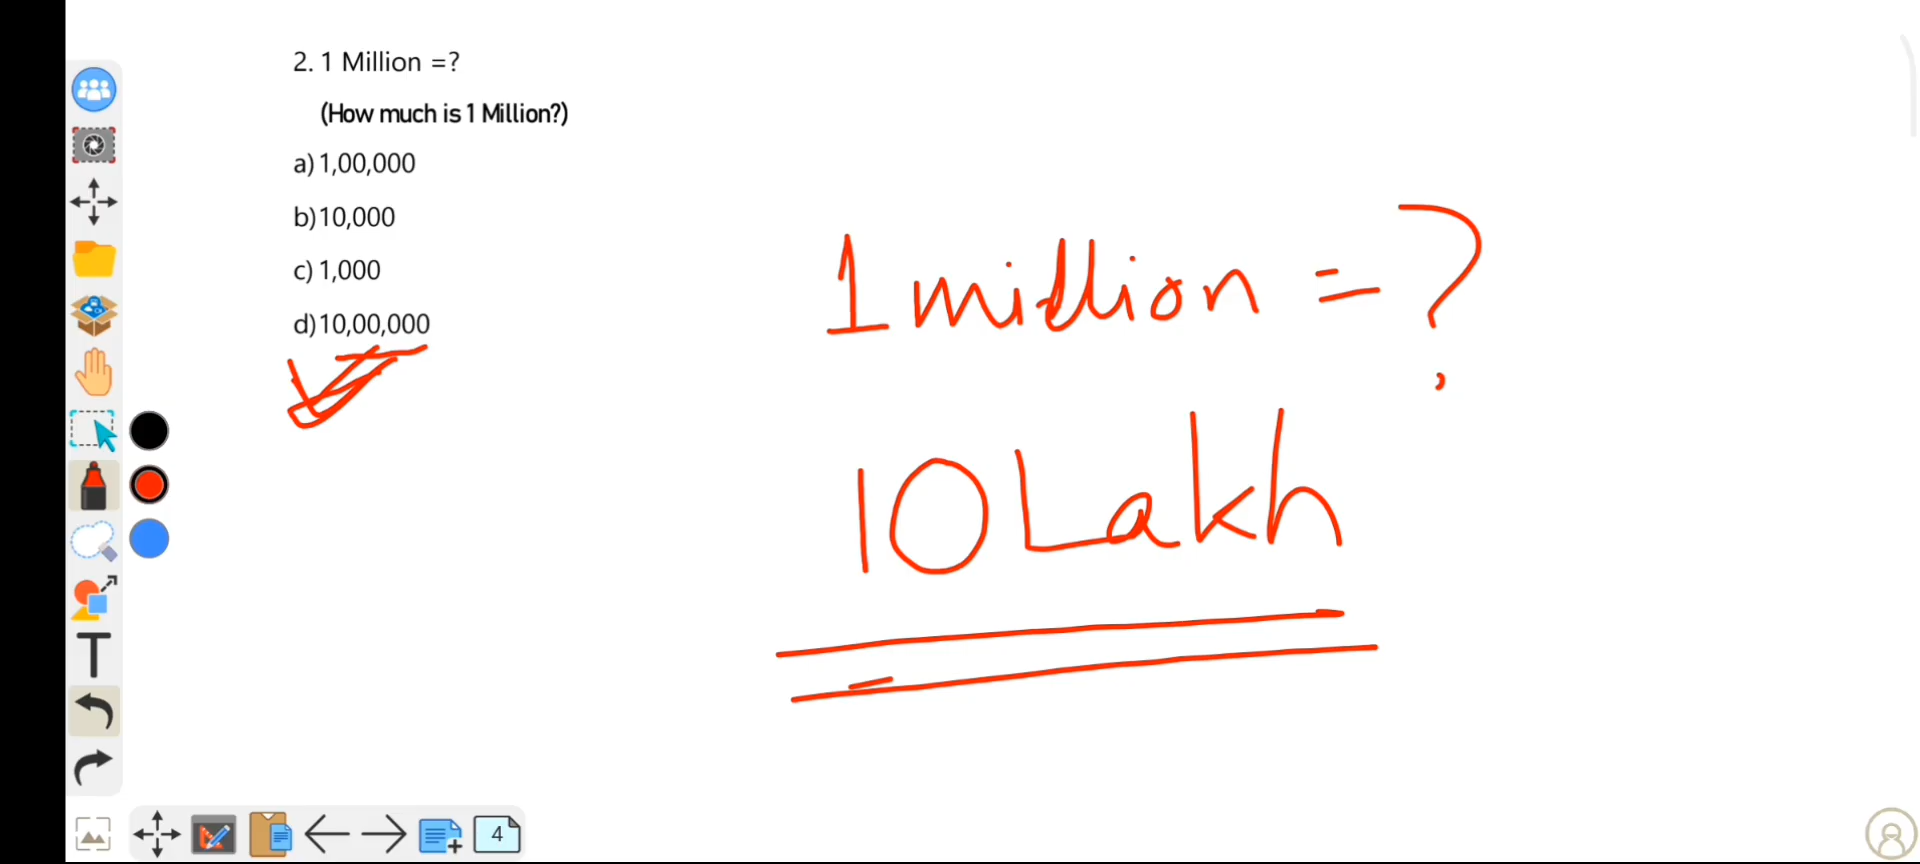 2. 1 Million =?
(How much is 1 Million?)
a) 1,00,000
b)10,000
c) 1,000
d)10,00,000
1 million = ?
10 Lakh
T
4